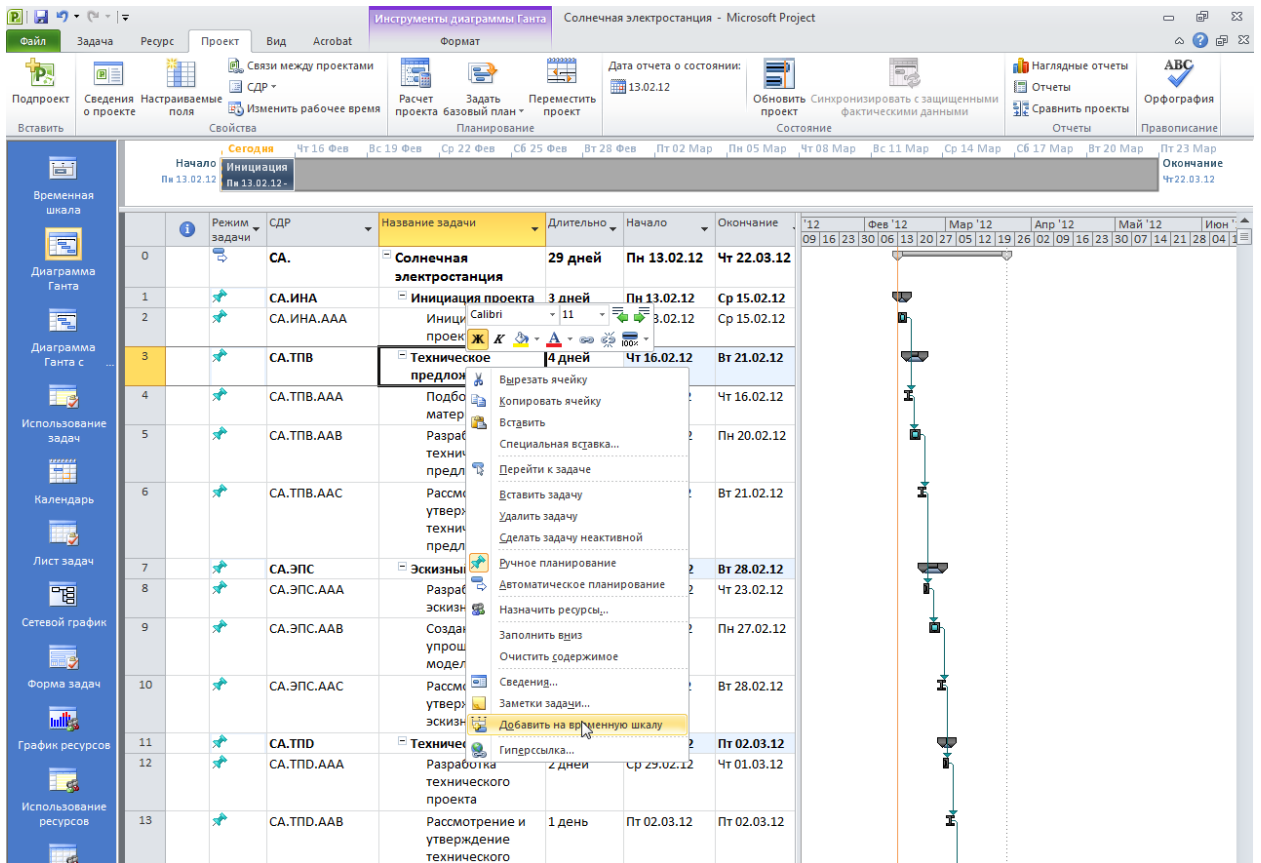 Инструменты диаграммы Ганта
Солнечная электростанция - Microsoft Project
Файл Задача Ресурс Проект Вид Acrobat Формат
Подпроект
Вставить
Сведения о проекте
Настраиваемые поля
Связи между проектами
СДР
Изменить рабочее время
Свойства
Расчет проекта
Задать базовый план
Переместить проект
Планирование
Дата отчета о состоянии:
13.02.12
Обновить проект
Синхронизировать с защищенными фактическими данными
Состояние
Наглядные отчеты
Отчеты
Сравнить проекты
Отчеты
ABC
Орфография
Правописание
Сегодня Чт 16 Фев Вс 19 Фев Ср 22 Фев Сб 25 Фев Вт 28 Фев Пт 02 Мар Пн 05 Мар Чт 08 Мар Вс 11 Мар Ср 14 Мар Сб 17 Мар Вт 20 Мар Пт 23 Мар
Начало
Пн 13.02.12
Инициация
Пн 13.02.12 -
Окончание
Чт 22.03.12
Временная
шкала
Диаграмма
Ганта
Диаграмма
Ганта с ...
Использование
задач
Календарь
Лист задач
Сетевой график
Форма задач
График ресурсов
Использование
ресурсов
Режим задачи СДР Название задачи Длительно Начало Окончание
'12 Фев '12 Мар '12 Апр '12 Май '12 Июн '
09 16 23 30 06 13 20 27 05 12 19 26 02 09 16 23 30 07 14 21 28 04
0 СА. Солнечная 29 дней Пн 13.02.12 Чт 22.03.12
электростанция
1 СА.ИНА Инициация проекта 3 дней Пн 13.02.12 Ср 15.02.12
2 СА.ИНА.ААА Иници 3.02.12 Ср 15.02.12
проек
3 СА.ТПВ Техническое 4 дней Чт 16.02.12 Вт 21.02.12
предлож
4 СА.ТПВ.ААА Подбо Чт 16.02.12
матер
5 СА.ТПВ.ААВ Разраб Пн 20.02.12
технич
предл
6 СА.ТПВ.ААС Рассмо Вт 21.02.12
утверж
технич
предл
7 СА.ЭПС Эскизны Вт 28.02.12
8 СА.ЭПС.ААА Разраб Чт 23.02.12
эскизн
9 СА.ЭПС.ААВ Создан Пн 27.02.12
упрощ
модел
10 СА.ЭПС.ААС Рассмо Вт 28.02.12
утверж
эскизн
11 СА.ТПD Техничес Пт 02.03.12
12 СА.ТПD.ААА Разработка 2 дней Ср 29.02.12 Чт 01.03.12
технического
проекта
13 СА.ТПD.ААВ Рассмотрение и 1 день Пт 02.03.12 Пт 02.03.12
утверждение
технического
Calibri 11
Ж К А 100%
Вырезать ячейку
Копировать ячейку
Вставить
Специальная вставка...
Перейти к задаче
Вставить задачу
Удалить задачу
Сделать задачу неактивной
Ручное планирование
Автоматическое планирование
Назначить ресурсы...
Заполнить вниз
Очистить содержимое
Сведения...
Заметки задачи...
Добавить на временную шкалу
Гиперссылка...